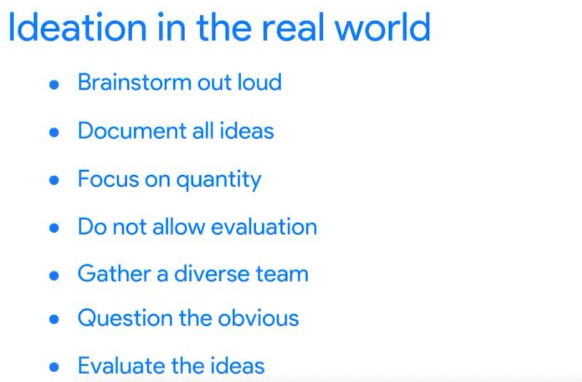 Ideation in the real world
• Brainstorm out loud
• Document all ideas
• Focus on quantity
• Do not allow evaluation
• Gather a diverse team
• Question the obvious
• Evaluate the ideas